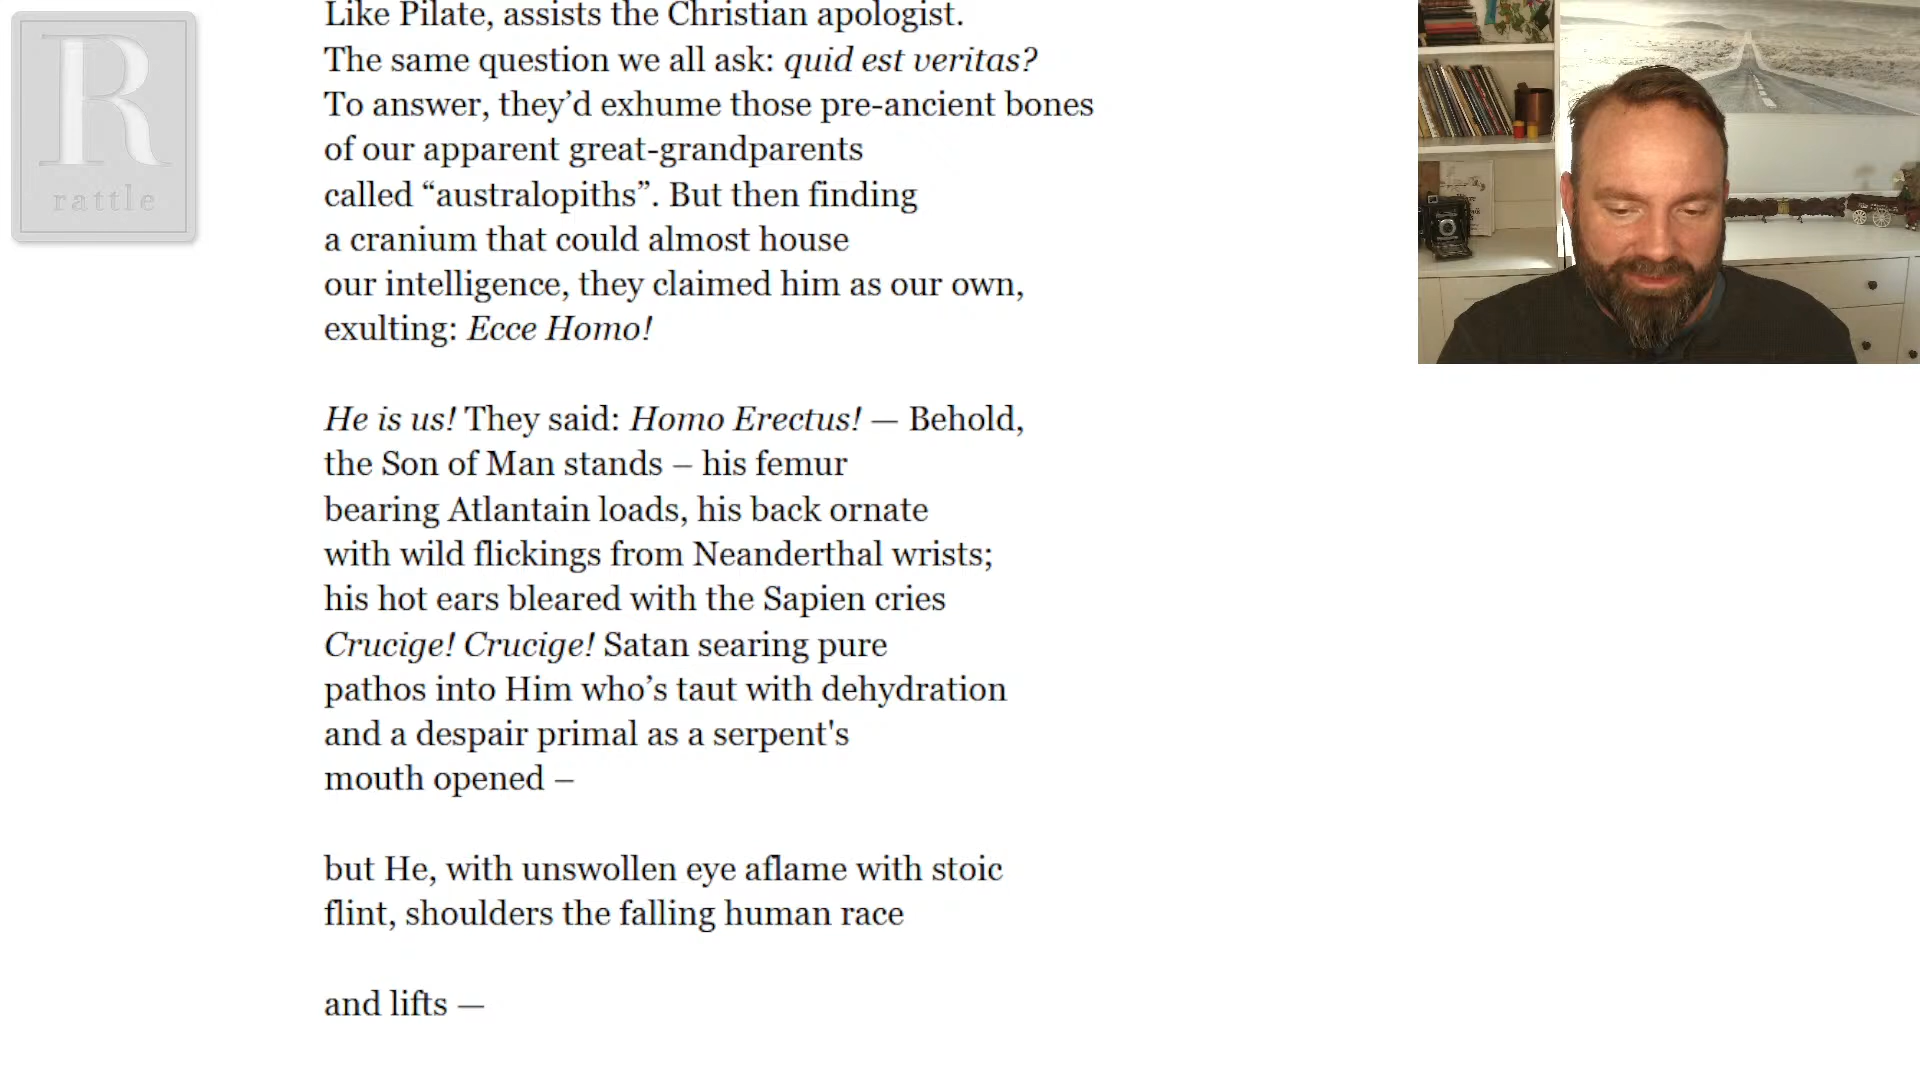 R
rattle
Like Pilate, assists the Christian apologist.
The same question we all ask: quid est veritas?
To answer, they’d exhume those pre-ancient bones
of our apparent great-grandparents
called “australopiths”. But then finding
a cranium that could almost house
our intelligence, they claimed him as our own,
exulting: Ecce Homo!
He is us! They said: Homo Erectus! — Behold,
the Son of Man stands – his femur
bearing Atlantain loads, his back ornate
with wild flickings from Neanderthal wrists;
his hot ears bleared with the Sapien cries
Crucige! Crucige! Satan searing pure
pathos into Him who’s taut with dehydration
and a despair primal as a serpent's
mouth opened –
but He, with unswollen eye aflame with stoic
flint, shoulders the falling human race
and lifts —